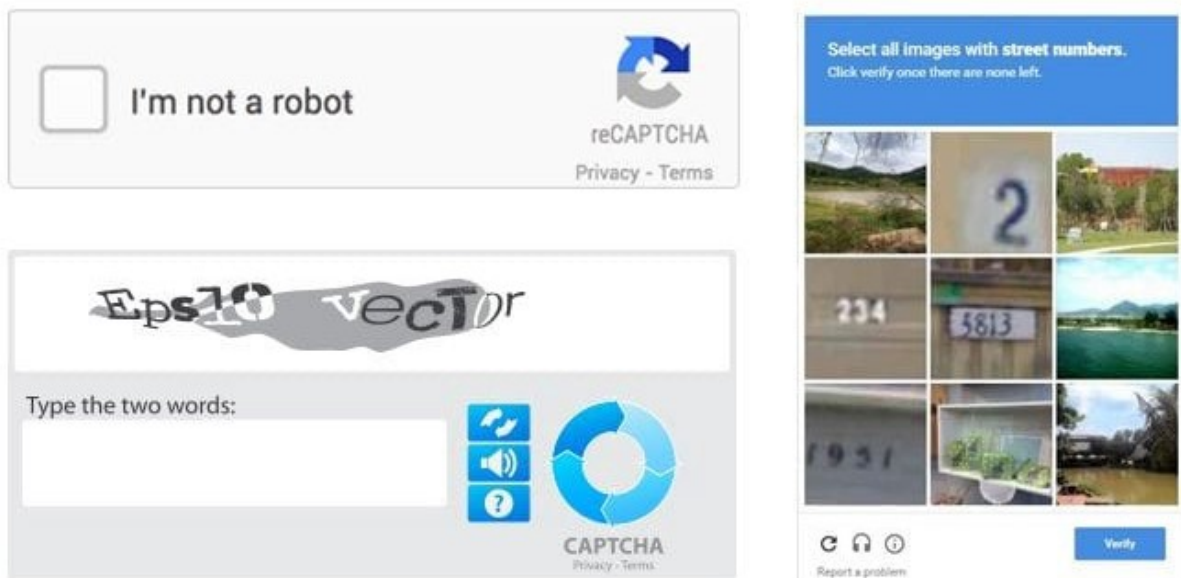 I'm not a robot
reCAPTCHA
Privacy - Terms
Eps10 vecTor
Type the two words:
CAPTCHA
Privacy - Terms
Select all images with street numbers.
Click verify once there are none left.
2
234
5813
1931
Report a problem
Verify